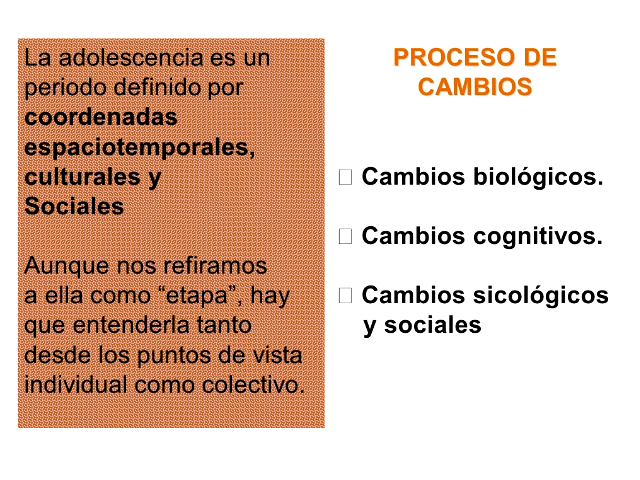 La adolescencia es un
periodo definido por
coordenadas
espaciotemporales,
culturales y
Sociales
Aunque nos refiramos
a ella como “etapa”, hay
que entenderla tanto
desde los puntos de vista
individual como colectivo.
PROCESO DE
CAMBIOS
Cambios biológicos.
Cambios cognitivos.
Cambios sicológicos
y sociales